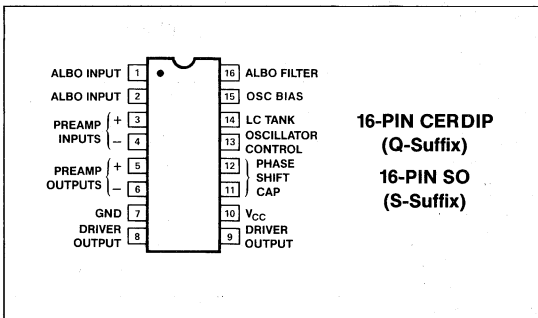 ALBO INPUT 1 16 ALBO FILTER
ALBO INPUT 2 15 OSC BIAS
PREAMP INPUTS + 3 14 LC TANK
− 4 13 OSCILLATOR CONTROL
PREAMP OUTPUTS + 5 12 PHASE SHIFT CAP
− 6 11
GND 7 10 VCC
DRIVER OUTPUT 8 9 DRIVER OUTPUT
16-PIN CERDIP
(Q-Suffix)
16-PIN SO
(S-Suffix)